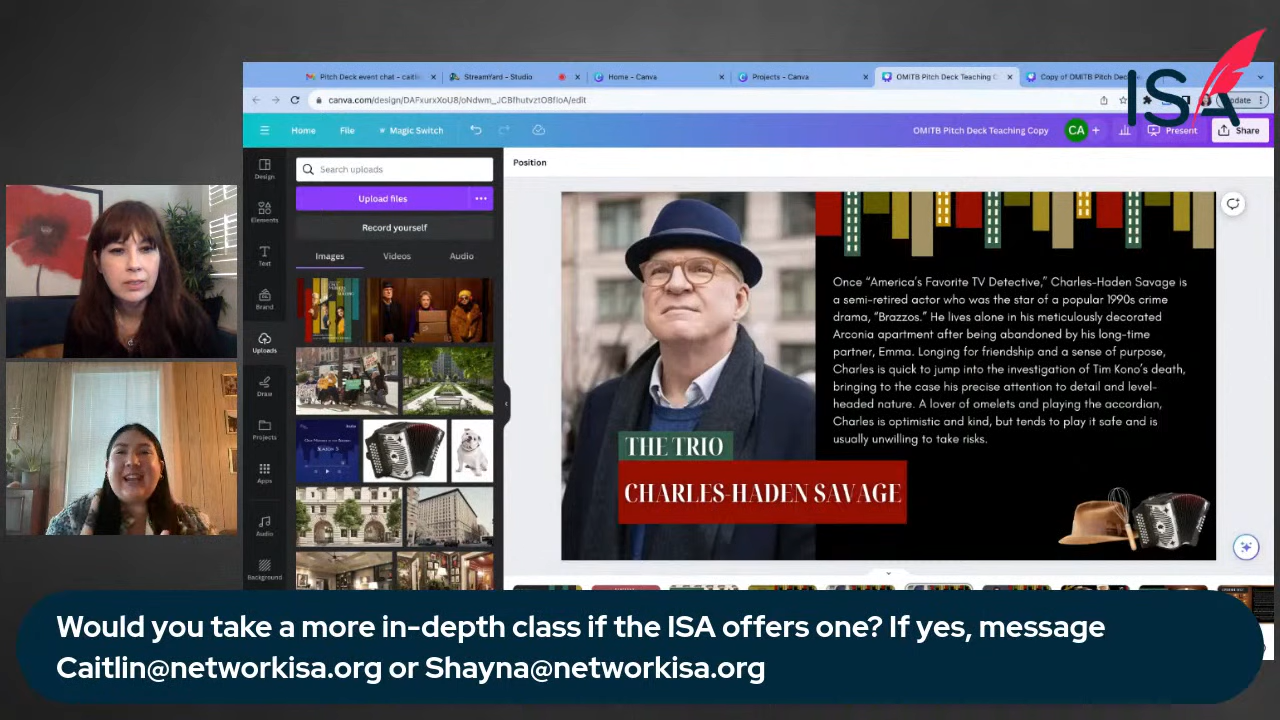 ISA
Pitch Deck event chat - caitli
StreamYard - Studio
Home - Canva
Projects - Canva
OMITB Pitch Deck Teaching C
Copy of OMITB Pitch Dec
canva.com/design/DAFxurxXoU8/oNdwm_JCBfhutvztOBfIoA/edit
Home
File
Magic Switch
OMITB Pitch Deck Teaching Copy
CA
Present
Share
Design
Elements
Text
Brand
Uploads
Draw
Projects
Apps
Audio
Background
Search uploads
Upload files
Record yourself
Images
Videos
Audio
Position
Once “America’s Favorite TV Detective,” Charles-Haden Savage is
a semi-retired actor who was the star of a popular 1990s crime
drama, “Brazzos.” He lives alone in his meticulously decorated
Arconia apartment after being abandoned by his long-time
partner, Emma. Longing for friendship and a sense of purpose,
Charles is quick to jump into the investigation of Tim Kono’s death,
bringing to the case his precise attention to detail and level-
headed nature. A lover of omelets and playing the accordian,
Charles is optimistic and kind, but tends to play it safe and is
usually unwilling to take risks.
THE TRIO
CHARLES-HADEN SAVAGE
Would you take a more in-depth class if the ISA offers one? If yes, message
Caitlin@networkisa.org or Shayna@networkisa.org